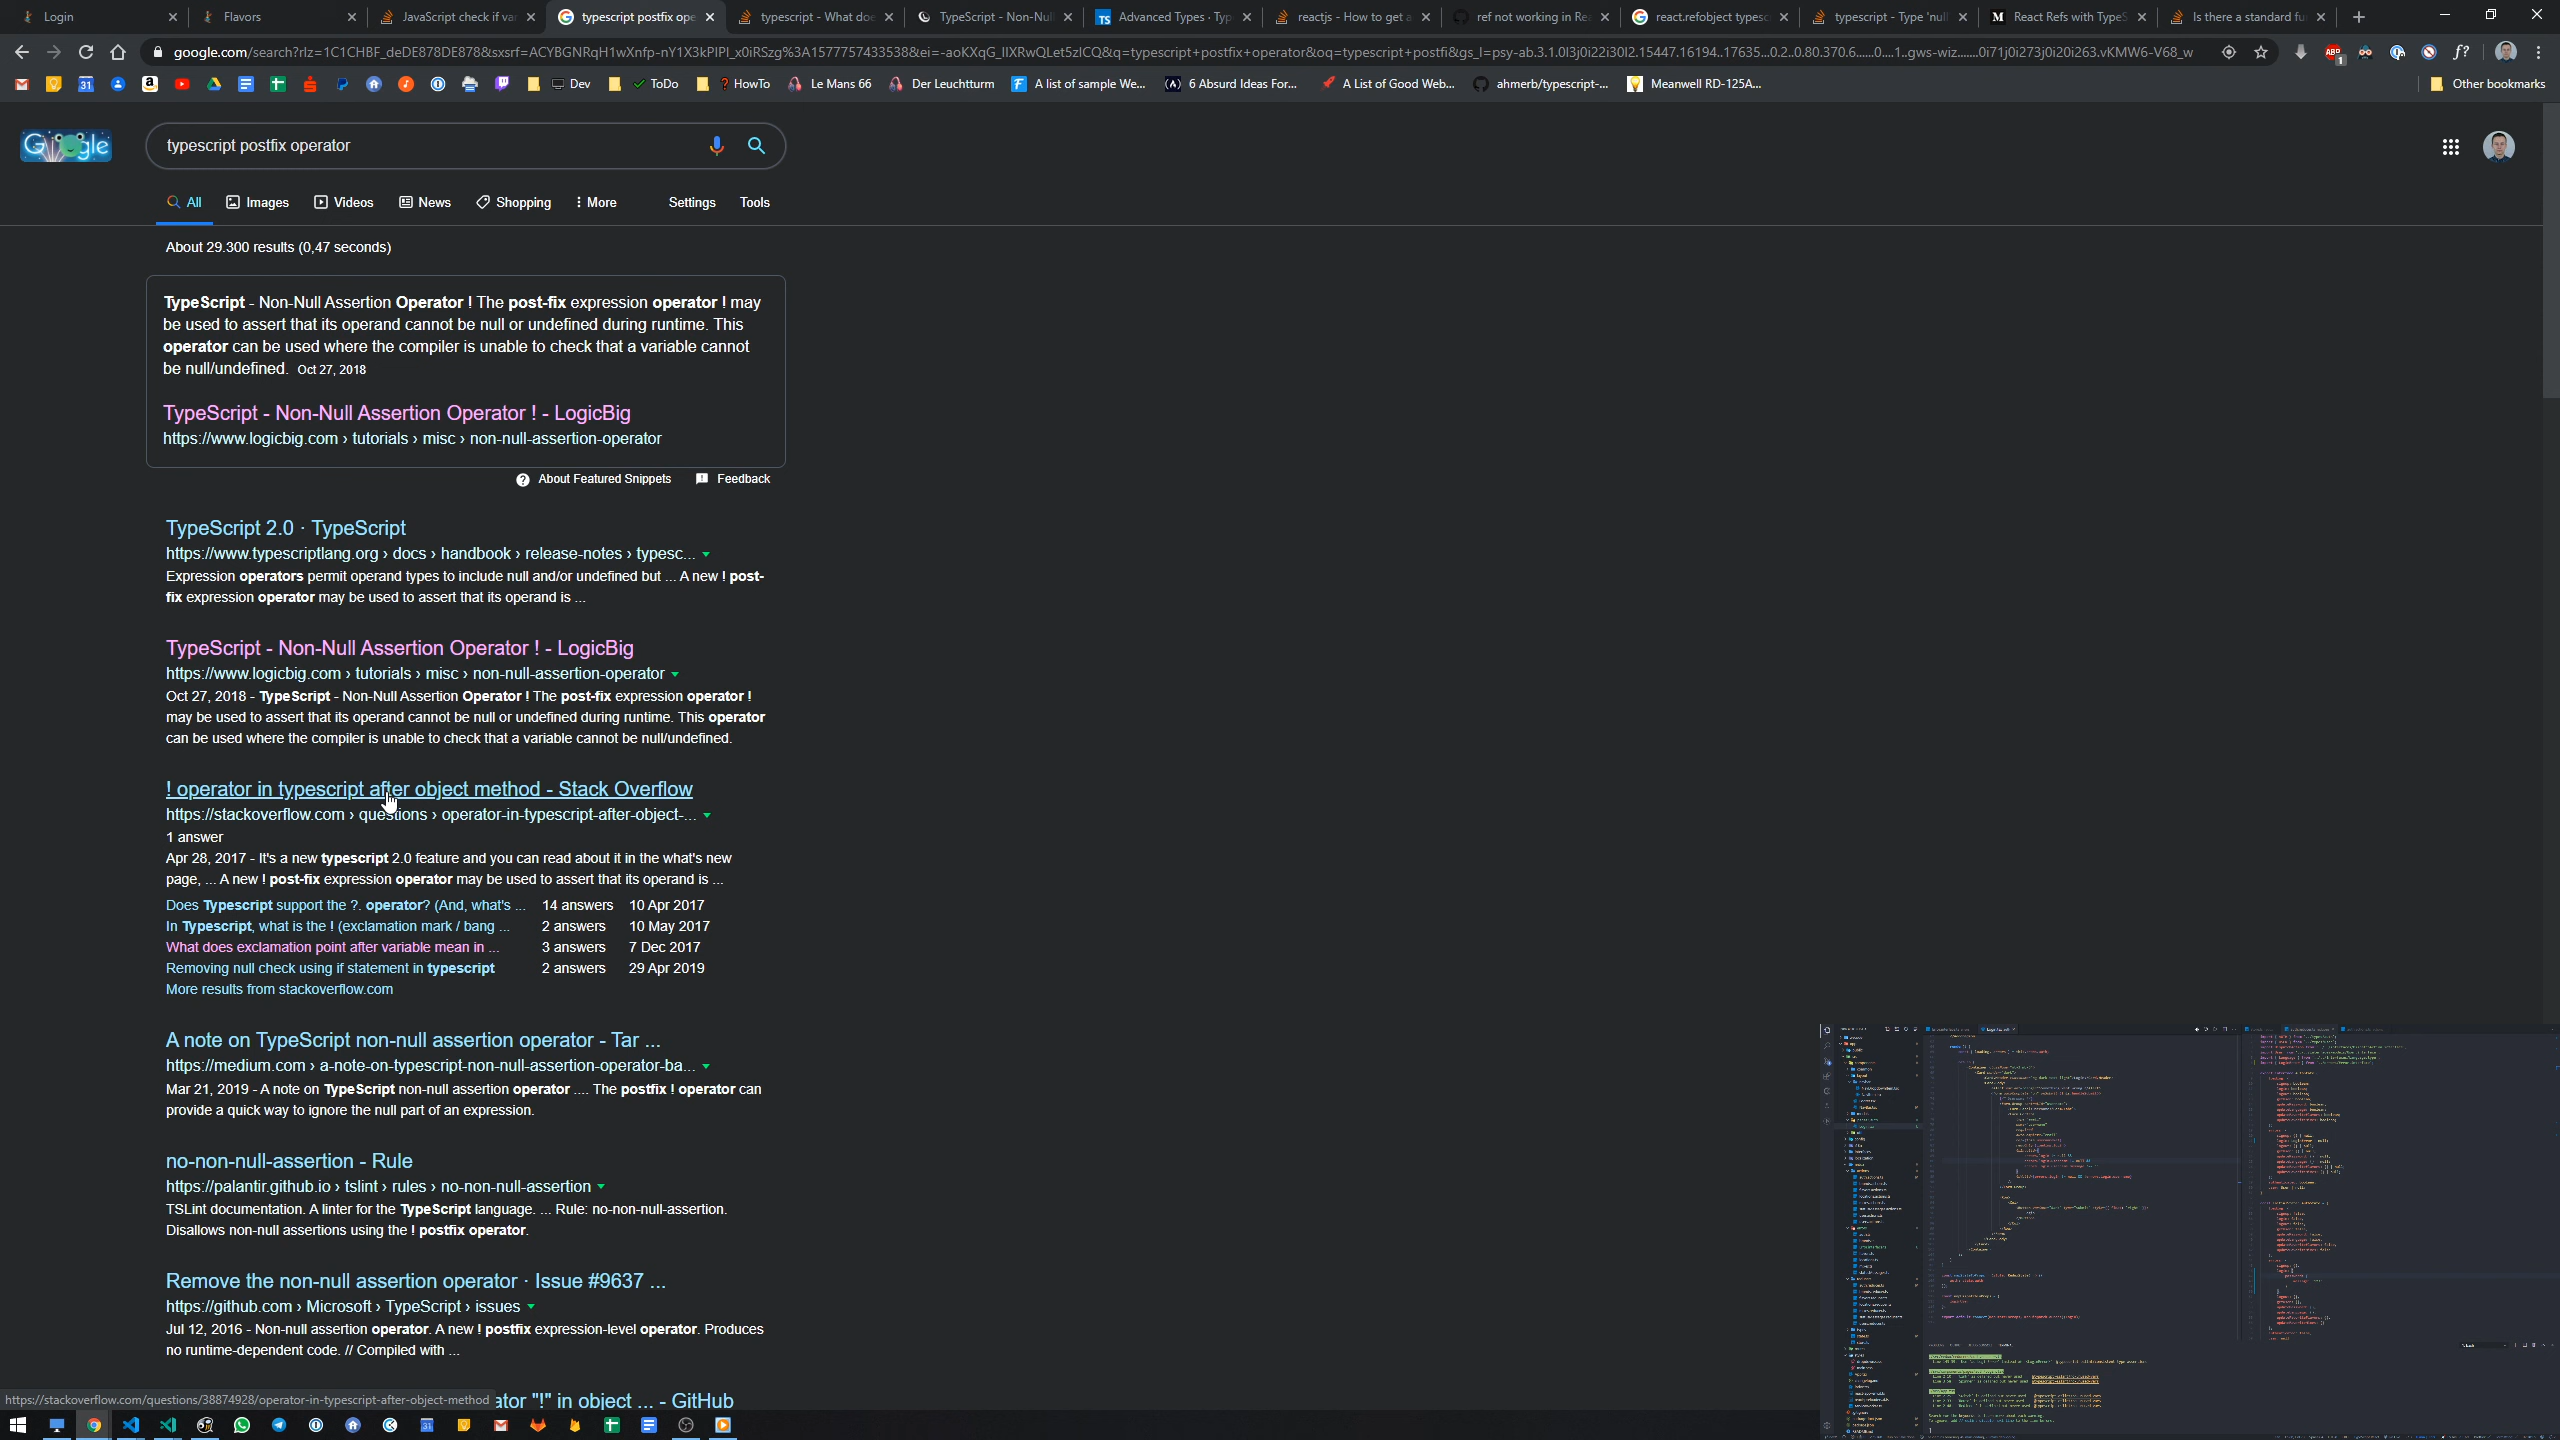 Login
Flavors
JavaScript check if va
typescript postfix ope
typescript - What doe
TypeScript - Non-Null
Advanced Types · Typ
reactjs - How to get a
ref not working in Re
react.refobject typesc
typescript - Type 'null
React Refs with TypeS
Is there a standard fu
google.com/search?rlz=1C1CHBF_deDE878DE878&sxsrf=ACYBGNRqH1wXnfp-nY1X3kPIPI_x0iRSzg%3A1577757433538&ei=-aoKXqG_IIXRwQLet5zICQ&q=typescript+postfix+operator&oq=typescript+postfi&gs_l=psy-ab.3.1.0l3j0i22i30l2.15447.16194..17635...0.2..0.80.370.6......0....1..gws-wiz.......0i71j0i273j0i20i263.vKMW6-V68_w
Dev
ToDo
? HowTo
Le Mans 66
Der Leuchtturm
A list of sample We...
6 Absurd Ideas For...
A List of Good Web...
ahmerb/typescript-...
Meanwell RD-125A...
Other bookmarks
Google
typescript postfix operator
All
Images
Videos
News
Shopping
More
Settings
Tools
About 29.300 results (0,47 seconds)
TypeScript - Non-Null Assertion Operator ! The post-fix expression operator ! may
be used to assert that its operand cannot be null or undefined during runtime. This
operator can be used where the compiler is unable to check that a variable cannot
be null/undefined. Oct 27, 2018
TypeScript - Non-Null Assertion Operator ! - LogicBig
https://www.logicbig.com › tutorials › misc › non-null-assertion-operator
About Featured Snippets
Feedback
TypeScript 2.0 · TypeScript
https://www.typescriptlang.org › docs › handbook › release-notes › typesc...
Expression operators permit operand types to include null and/or undefined but ... A new ! post-
fix expression operator may be used to assert that its operand is ...
TypeScript - Non-Null Assertion Operator ! - LogicBig
https://www.logicbig.com › tutorials › misc › non-null-assertion-operator
Oct 27, 2018 - TypeScript - Non-Null Assertion Operator ! The post-fix expression operator !
may be used to assert that its operand cannot be null or undefined during runtime. This operator
can be used where the compiler is unable to check that a variable cannot be null/undefined.
! operator in typescript after object method - Stack Overflow
https://stackoverflow.com › questions › operator-in-typescript-after-object-...
1 answer
Apr 28, 2017 - It's a new typescript 2.0 feature and you can read about it in the what's new
page, ... A new ! post-fix expression operator may be used to assert that its operand is ...
Does Typescript support the ?. operator? (And, what's ... 14 answers 10 Apr 2017
In Typescript, what is the ! (exclamation mark / bang ... 2 answers 10 May 2017
What does exclamation point after variable mean in ... 3 answers 7 Dec 2017
Removing null check using if statement in typescript 2 answers 29 Apr 2019
More results from stackoverflow.com
A note on TypeScript non-null assertion operator - Tar ...
https://medium.com › a-note-on-typescript-non-null-assertion-operator-ba...
Mar 21, 2019 - A note on TypeScript non-null assertion operator .... The postfix ! operator can
provide a quick way to ignore the null part of an expression.
no-non-null-assertion - Rule
https://palantir.github.io › tslint › rules › no-non-null-assertion
TSLint documentation. A linter for the TypeScript language. ... Rule: no-non-null-assertion.
Disallows non-null assertions using the ! postfix operator.
Remove the non-null assertion operator · Issue #9637 ...
https://github.com › Microsoft › TypeScript › issues
Jul 12, 2016 - Non-null assertion operator. A new ! postfix expression-level operator. Produces
no runtime-dependent code. // Compiled with ...
ator "!" in object ... - GitHub
https://stackoverflow.com/questions/38874928/operator-in-typescript-after-object-method